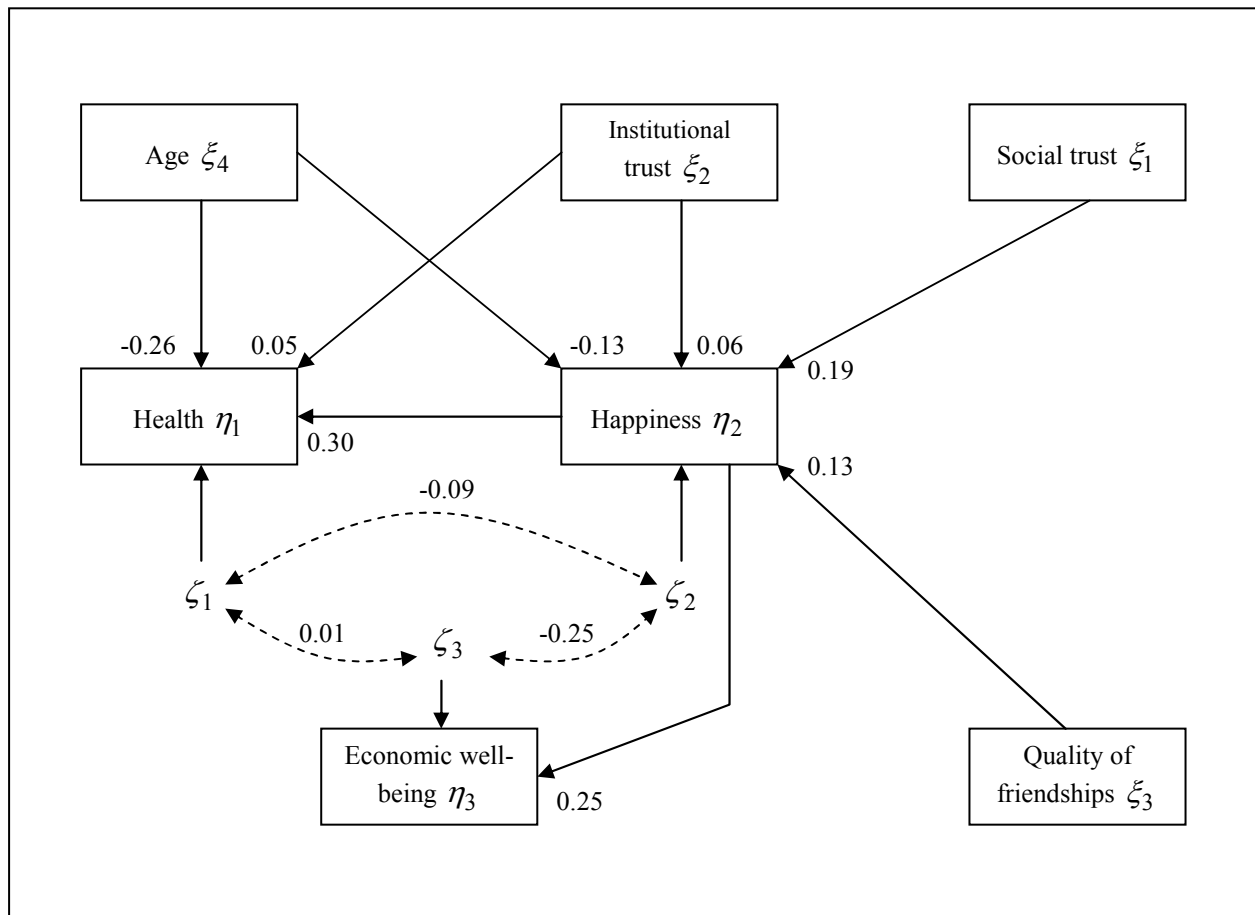 Age ξ4
Institutional
trust ξ2
Social trust ξ1
-0.26
0.05
-0.13
0.06
0.19
Health η1
Happiness η2
0.30
0.13
-0.09
ζ1
ζ2
0.01
ζ3
-0.25
Economic well-
being η3
0.25
Quality of
friendships ξ3